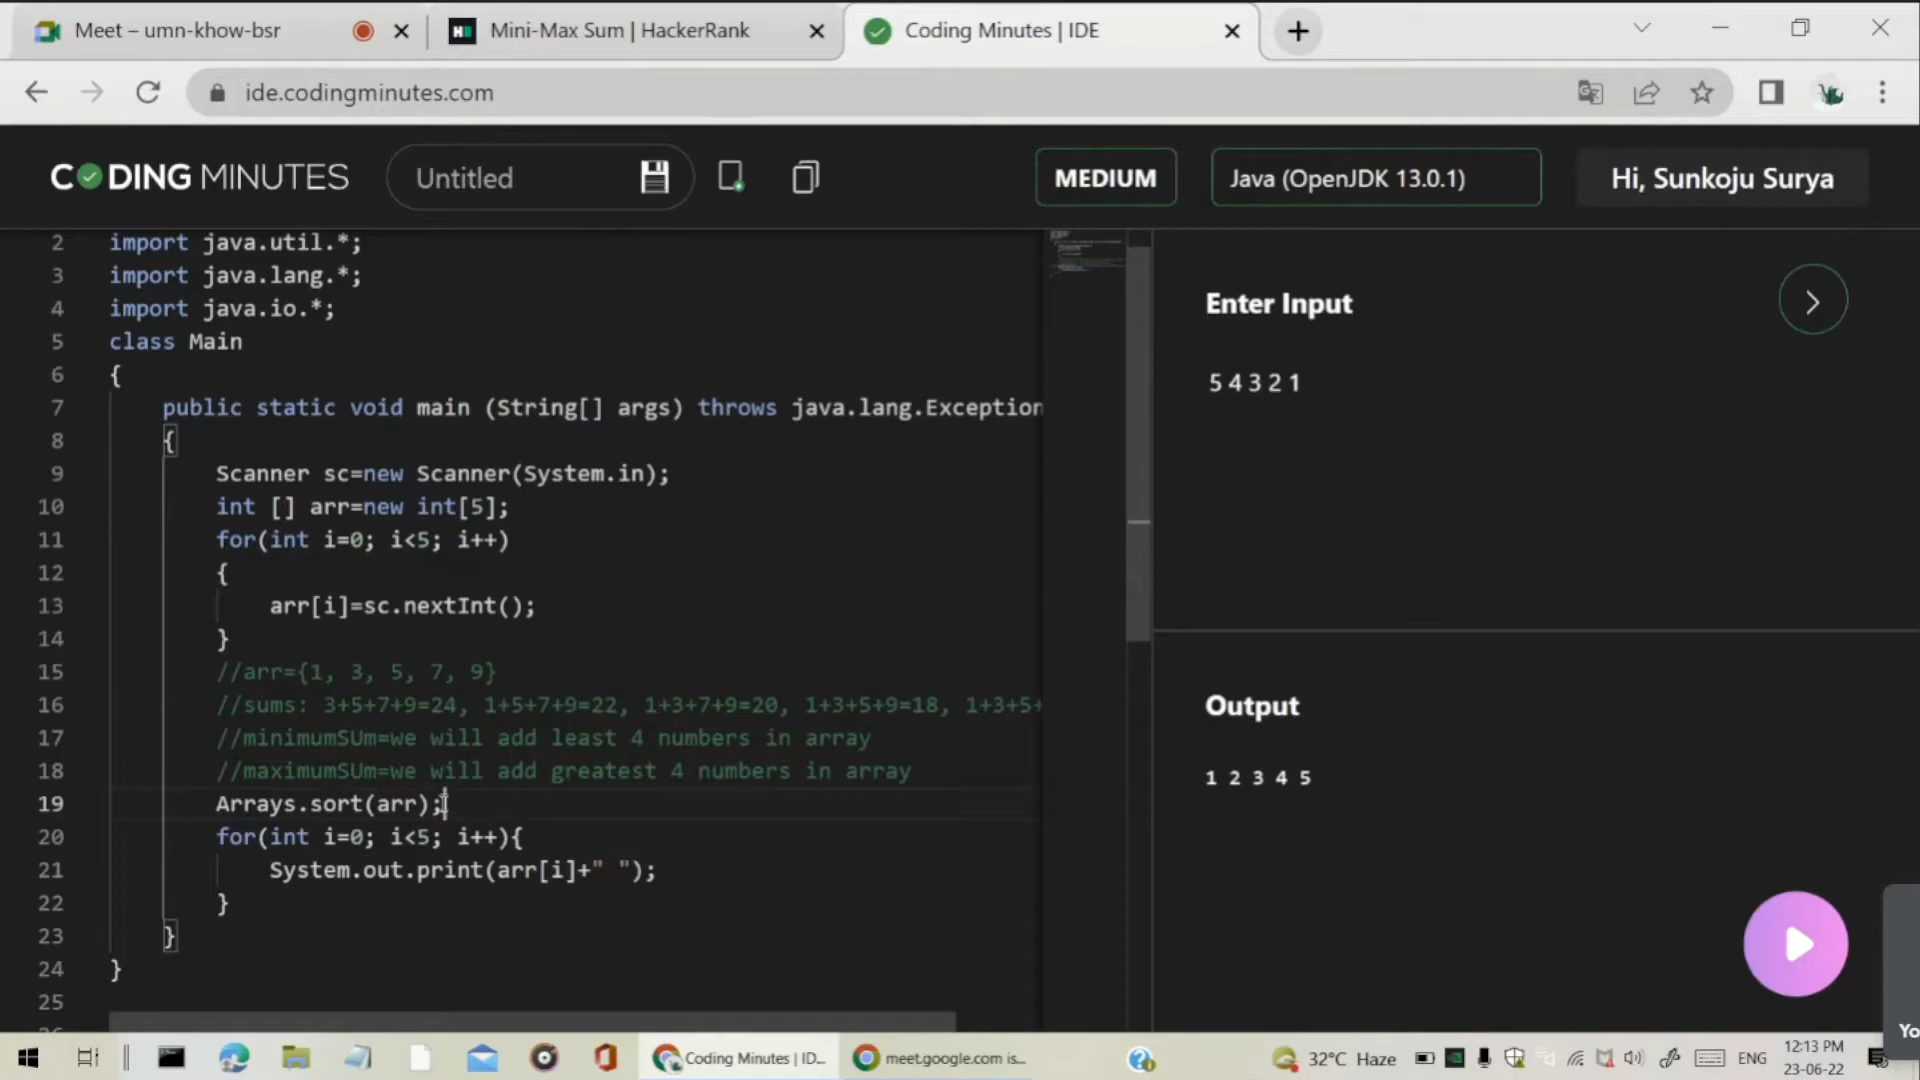 Meet – umn-khow-bsr
Mini-Max Sum | HackerRank
Coding Minutes | IDE
ide.codingminutes.com
CODING MINUTES
Untitled
MEDIUM
Java (OpenJDK 13.0.1)
Hi, Sunkoju Surya
2 import java.util.*;
3 import java.lang.*;
4 import java.io.*;
5 class Main
6 {
7 public static void main (String[] args) throws java.lang.Exception
8 {
9 Scanner sc=new Scanner(System.in);
10 int [] arr=new int[5];
11 for(int i=0; i<5; i++)
12 {
13 arr[i]=sc.nextInt();
14 }
15 //arr={1, 3, 5, 7, 9}
16 //sums: 3+5+7+9=24, 1+5+7+9=22, 1+3+7+9=20, 1+3+5+9=18, 1+3+5+
17 //minimumSUm=we will add least 4 numbers in array
18 //maximumSUm=we will add greatest 4 numbers in array
19 Arrays.sort(arr);
20 for(int i=0; i<5; i++){
21 System.out.print(arr[i]+" ");
22 }
23 }
24 }
25
Enter Input
5 4 3 2 1
Output
1 2 3 4 5
Yo
Coding Minutes | ID...
meet.google.com is...
32°C Haze
ENG
12:13 PM
23-06-22